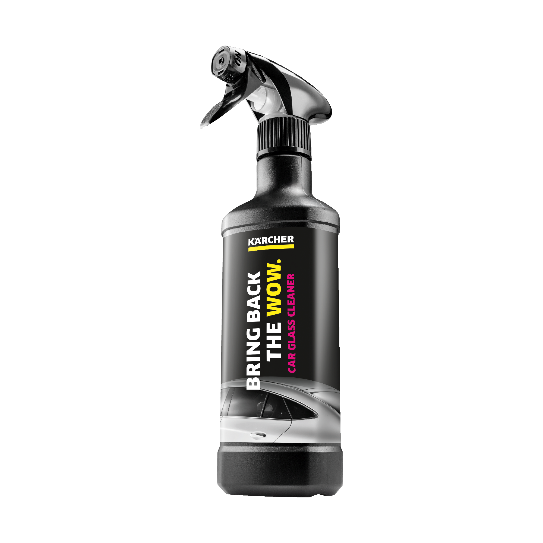 KÄRCHER
BRING BACK
THE WOW.
CAR GLASS CLEANER